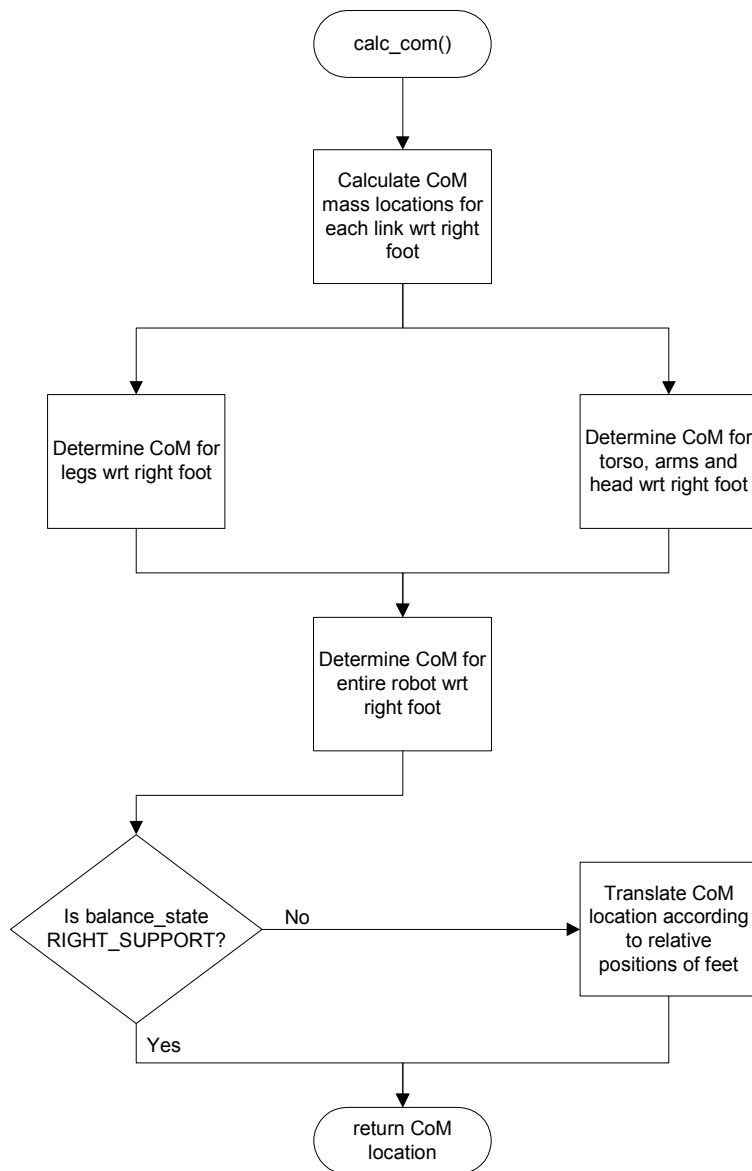 calc_com()
Calculate CoM
mass locations for
each link wrt right
foot
Determine CoM for
legs wrt right foot
Determine CoM for
torso, arms and
head wrt right foot
Determine CoM for
entire robot wrt
right foot
Is balance_state
RIGHT_SUPPORT?
No
Translate CoM
location according
to relative
positions of feet
Yes
return CoM
location